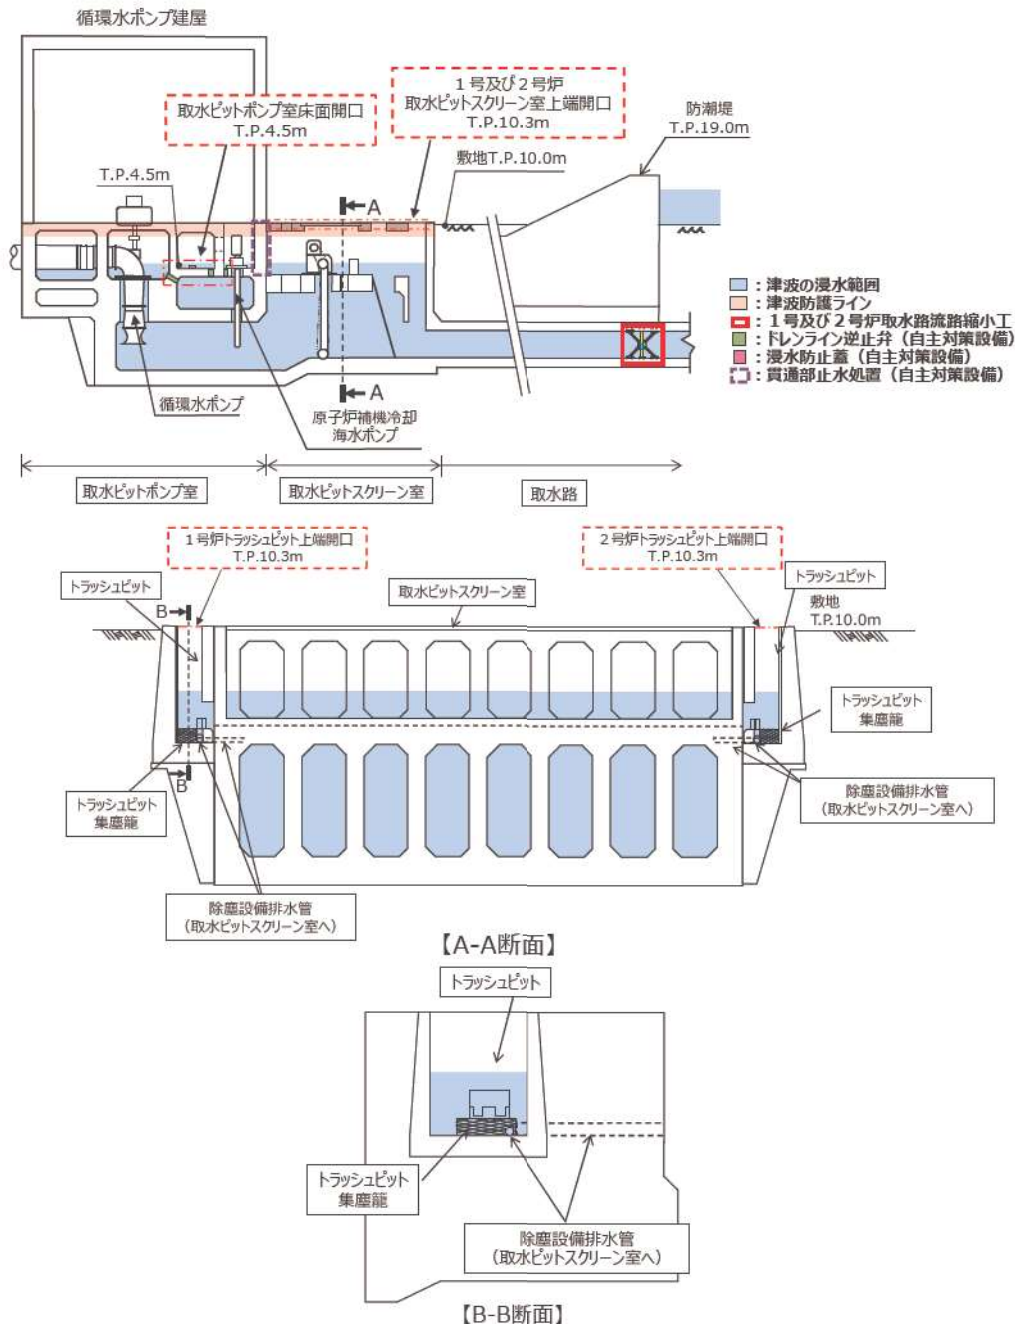 循環水ポンプ建屋
取水ピットポンプ室床面開口
T.P.4.5m
1号及び2号炉
取水ピットスクリーン室上端開口
T.P.10.3m
防潮堤
T.P.19.0m
敷地T.P.10.0m
T.P.4.5m
A
A
循環水ポンプ
原子炉補機冷却
海水ポンプ
：津波の浸水範囲
：津波防護ライン
：1号及び2号炉取水路流路縮小工
：ドレンライン逆止弁（自主対策設備）
：浸水防止蓋（自主対策設備）
：貫通部止水処置（自主対策設備）
取水ピットポンプ室
取水ピットスクリーン室
取水路
1号炉トラッシュピット上端開口
T.P.10.3m
2号炉トラッシュピット上端開口
T.P.10.3m
トラッシュピット
取水ピットスクリーン室
トラッシュピット
敷地
T.P.10.0m
B
B
トラッシュピット
集塵籠
トラッシュピット
集塵籠
除塵設備排水管
（取水ピットスクリーン室へ）
除塵設備排水管
（取水ピットスクリーン室へ）
【A-A断面】
トラッシュピット
トラッシュピット
集塵籠
除塵設備排水管
（取水ピットスクリーン室へ）
【B-B断面】